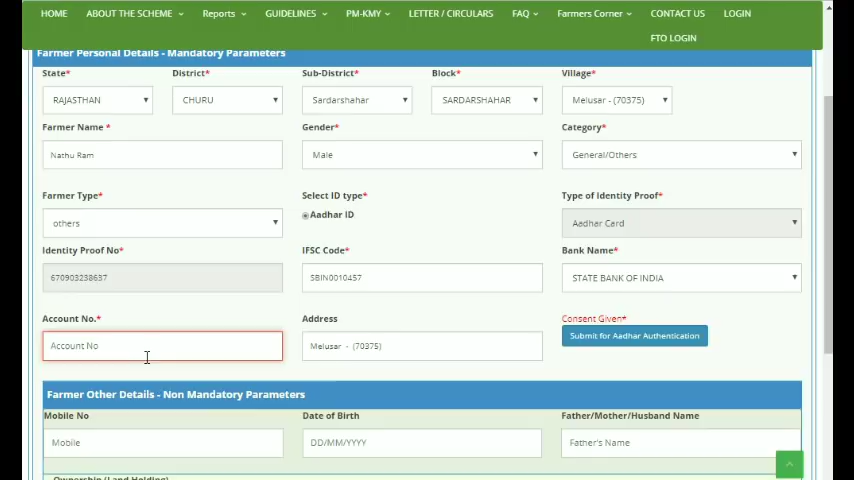 HOME ABOUT THE SCHEME Reports GUIDELINES PM-KMY LETTER / CIRCULARS FAQ Farmers Corner CONTACT US LOGIN
FTO LOGIN
Farmer Personal Details - Mandatory Parameters
State* District* Sub-District* Block* Village*
RAJASTHAN CHURU Sardarshahar SARDARSHAHAR Melusar - (70375)
Farmer Name * Gender* Category*
Nathu Ram Male General/Others
Farmer Type* Select ID type* Type of Identity Proof*
others Aadhar ID Aadhar Card
Identity Proof No* IFSC Code* Bank Name*
670903238637 SBIN0010457 STATE BANK OF INDIA
Account No.* Address Consent Given*
Account No Melusar - (70375) Submit for Aadhar Authentication
Farmer Other Details - Non Mandatory Parameters
Mobile No Date of Birth Father/Mother/Husband Name
Mobile DD/MM/YYYY Father's Name
Ownership (Land Holding)